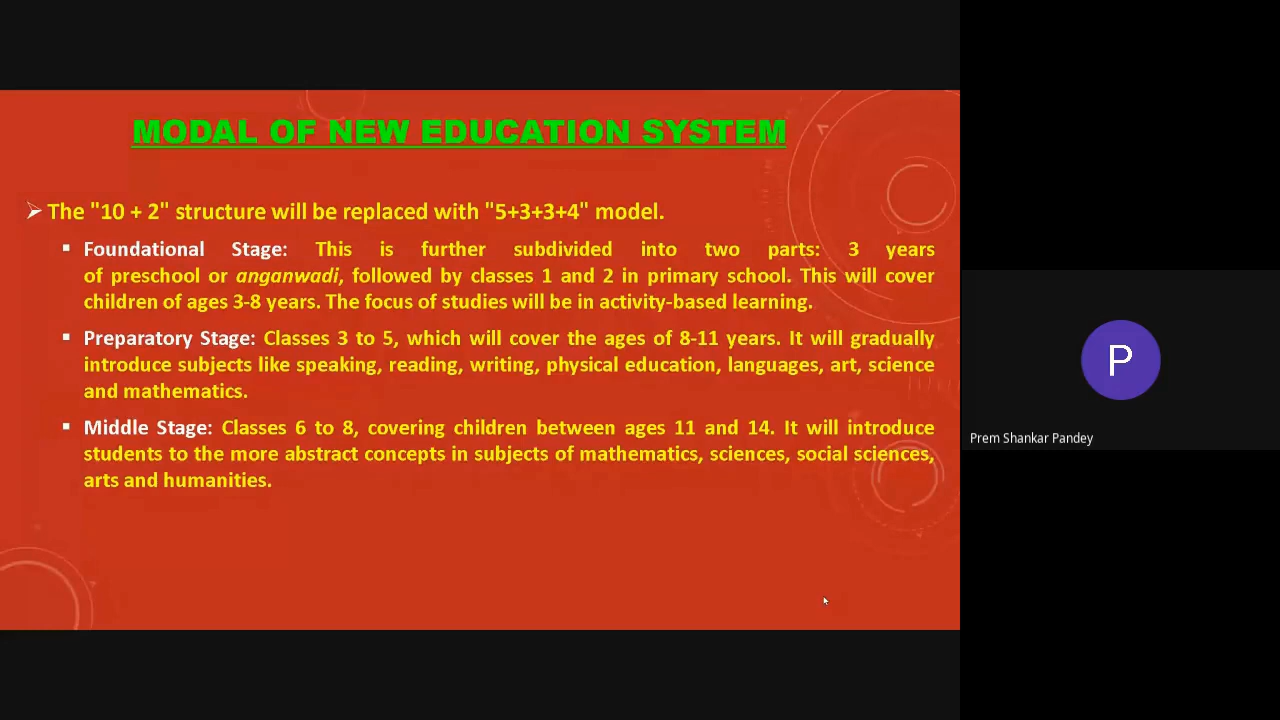 MODAL OF NEW EDUCATION SYSTEM
The "10 + 2" structure will be replaced with "5+3+3+4" model.
Foundational Stage: This is further subdivided into two parts: 3 years
of preschool or anganwadi, followed by classes 1 and 2 in primary school. This will cover
children of ages 3-8 years. The focus of studies will be in activity-based learning.
Preparatory Stage: Classes 3 to 5, which will cover the ages of 8-11 years. It will gradually
introduce subjects like speaking, reading, writing, physical education, languages, art, science
and mathematics.
Middle Stage: Classes 6 to 8, covering children between ages 11 and 14. It will introduce
students to the more abstract concepts in subjects of mathematics, sciences, social sciences,
arts and humanities.
P
Prem Shankar Pandey